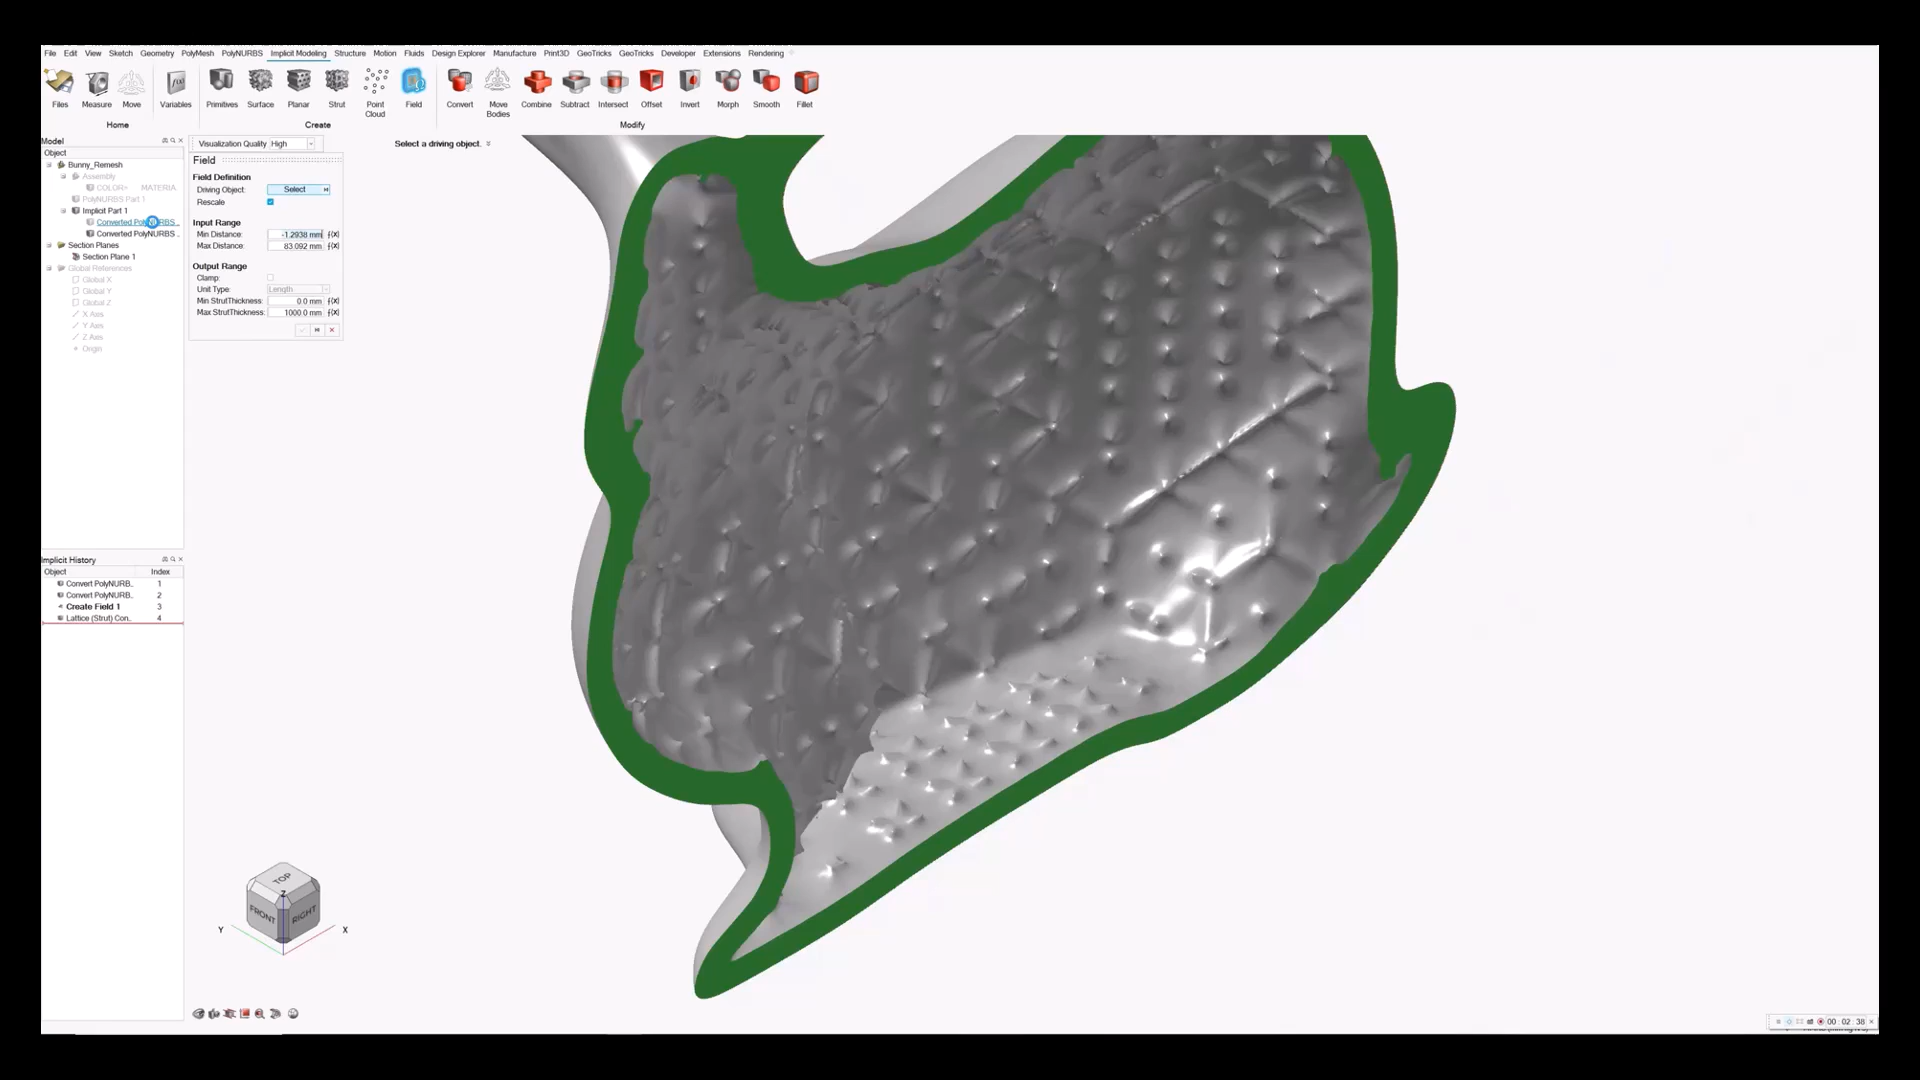 File Edit View Sketch Geometry PolyMesh PolyNURBS Implicit Modeling Structure Motion Fluids Design Explorer Manufacture Print3D GeoTricks GeoTricks Developer Extensions Rendering
Files Measure Move Variables Primitives Surface Planar Strut Point Cloud Field Convert Move Bodies Combine Subtract Intersect Offset Invert Morph Smooth Fillet
Home Create Modify
Model
Object
Bunny_Remesh
Assembly
COLOR= MATERIA
PolyNURBS Part 1
Implicit Part 1
Converted PolyNURBS ..
Converted PolyNURBS ..
Section Planes
Section Plane 1
Global References
Global X
Global Y
Global Z
X Axis
Y Axis
Z Axis
Origin
Visualization Quality High
Field
Field Definition
Driving Object: Select
Rescale
Input Range
Min Distance: -1.2938 mm f(x)
Max Distance: 83.092 mm f(x)
Output Range
Clamp:
Unit Type: Length
Min StrutThickness: 0.0 mm f(x)
Max StrutThickness: 1000.0 mm f(x)
Select a driving object.
Implicit History
Object Index
Convert PolyNURB.. 1
Convert PolyNURB.. 2
Create Field 1 3
Lattice (Strut) Con.. 4
TOP
FRONT
RIGHT
Z
Y
X
00 : 02 : 38